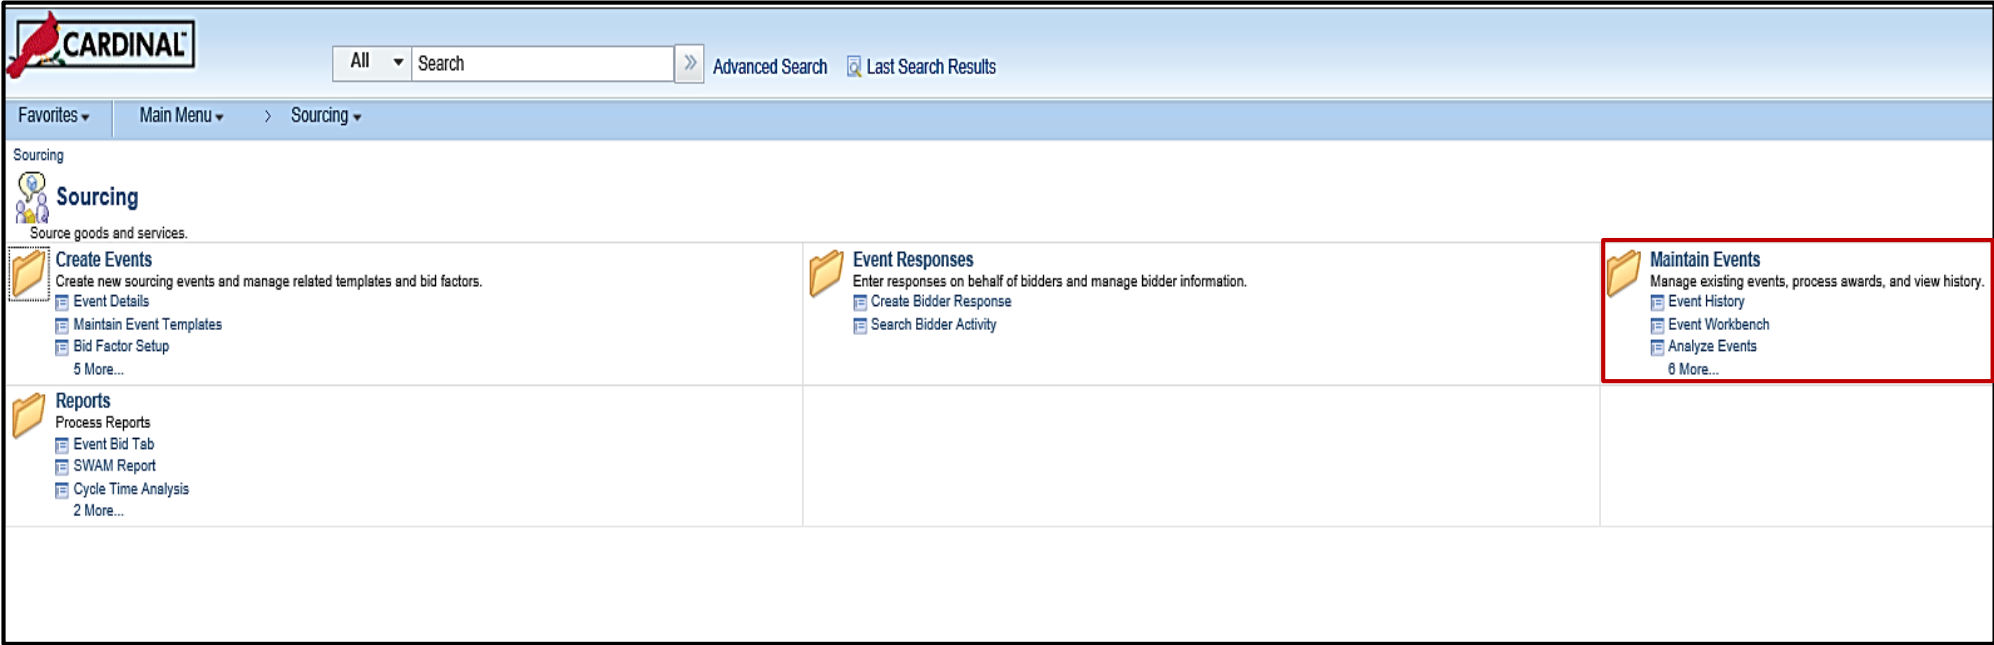 CARDINAL
All Search Advanced Search Last Search Results
Favorites Main Menu > Sourcing
Sourcing
Sourcing
Source goods and services.
Create Events
Create new sourcing events and manage related templates and bid factors.
Event Details
Maintain Event Templates
Bid Factor Setup
5 More...
Event Responses
Enter responses on behalf of bidders and manage bidder information.
Create Bidder Response
Search Bidder Activity
Maintain Events
Manage existing events, process awards, and view history.
Event History
Event Workbench
Analyze Events
6 More...
Reports
Process Reports
Event Bid Tab
SWAM Report
Cycle Time Analysis
2 More...